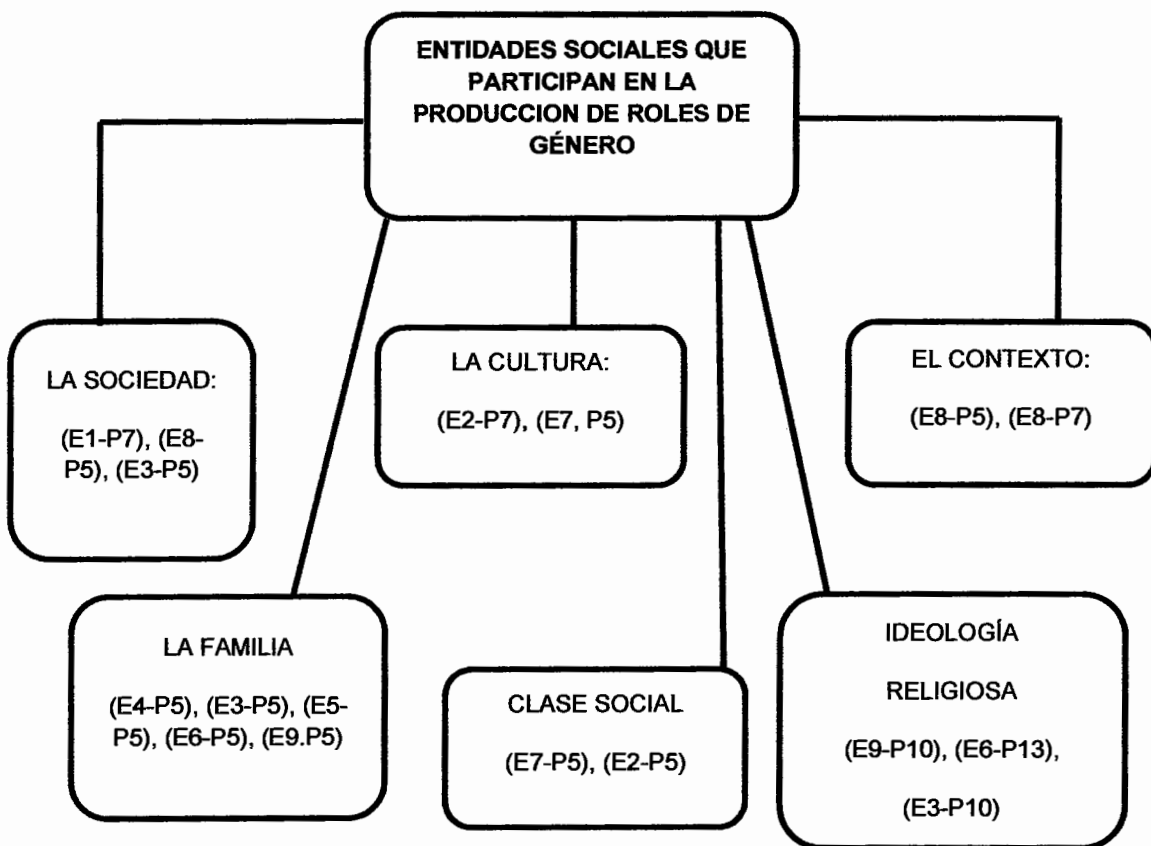 ENTIDADES SOCIALES QUE
PARTICIPAN EN LA
PRODUCCION DE ROLES DE
GÉNERO
LA SOCIEDAD:
(E1-P7), (E8-
P5), (E3-P5)
LA CULTURA:
(E2-P7), (E7, P5)
EL CONTEXTO:
(E8-P5), (E8-P7)
LA FAMILIA
(E4-P5), (E3-P5), (E5-
P5), (E6-P5), (E9.P5)
CLASE SOCIAL
(E7-P5), (E2-P5)
IDEOLOGÍA
RELIGIOSA
(E9-P10), (E6-P13),
(E3-P10)